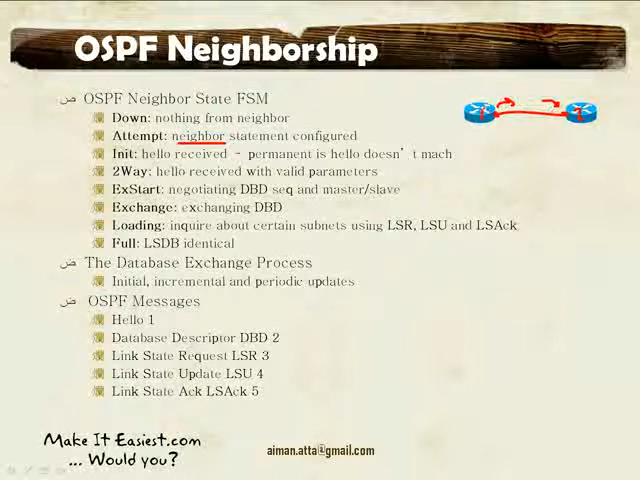 OSPF Neighborship
OSPF Neighbor State FSM
Down: nothing from neighbor
Attempt: neighbor statement configured
Init: hello received - permanent is hello doesn't mach
2Way: hello received with valid parameters
ExStart: negotiating DBD seq and master/slave
Exchange: exchanging DBD
Loading: inquire about certain subnets using LSR, LSU and LSAck
Full: LSDB identical
The Database Exchange Process
Initial, incremental and periodic updates
OSPF Messages
Hello 1
Database Descriptor DBD 2
Link State Request LSR 3
Link State Update LSU 4
Link State Ack LSAck 5
Make It Easiest.com
... Would you?
aiman.atta@gmail.com